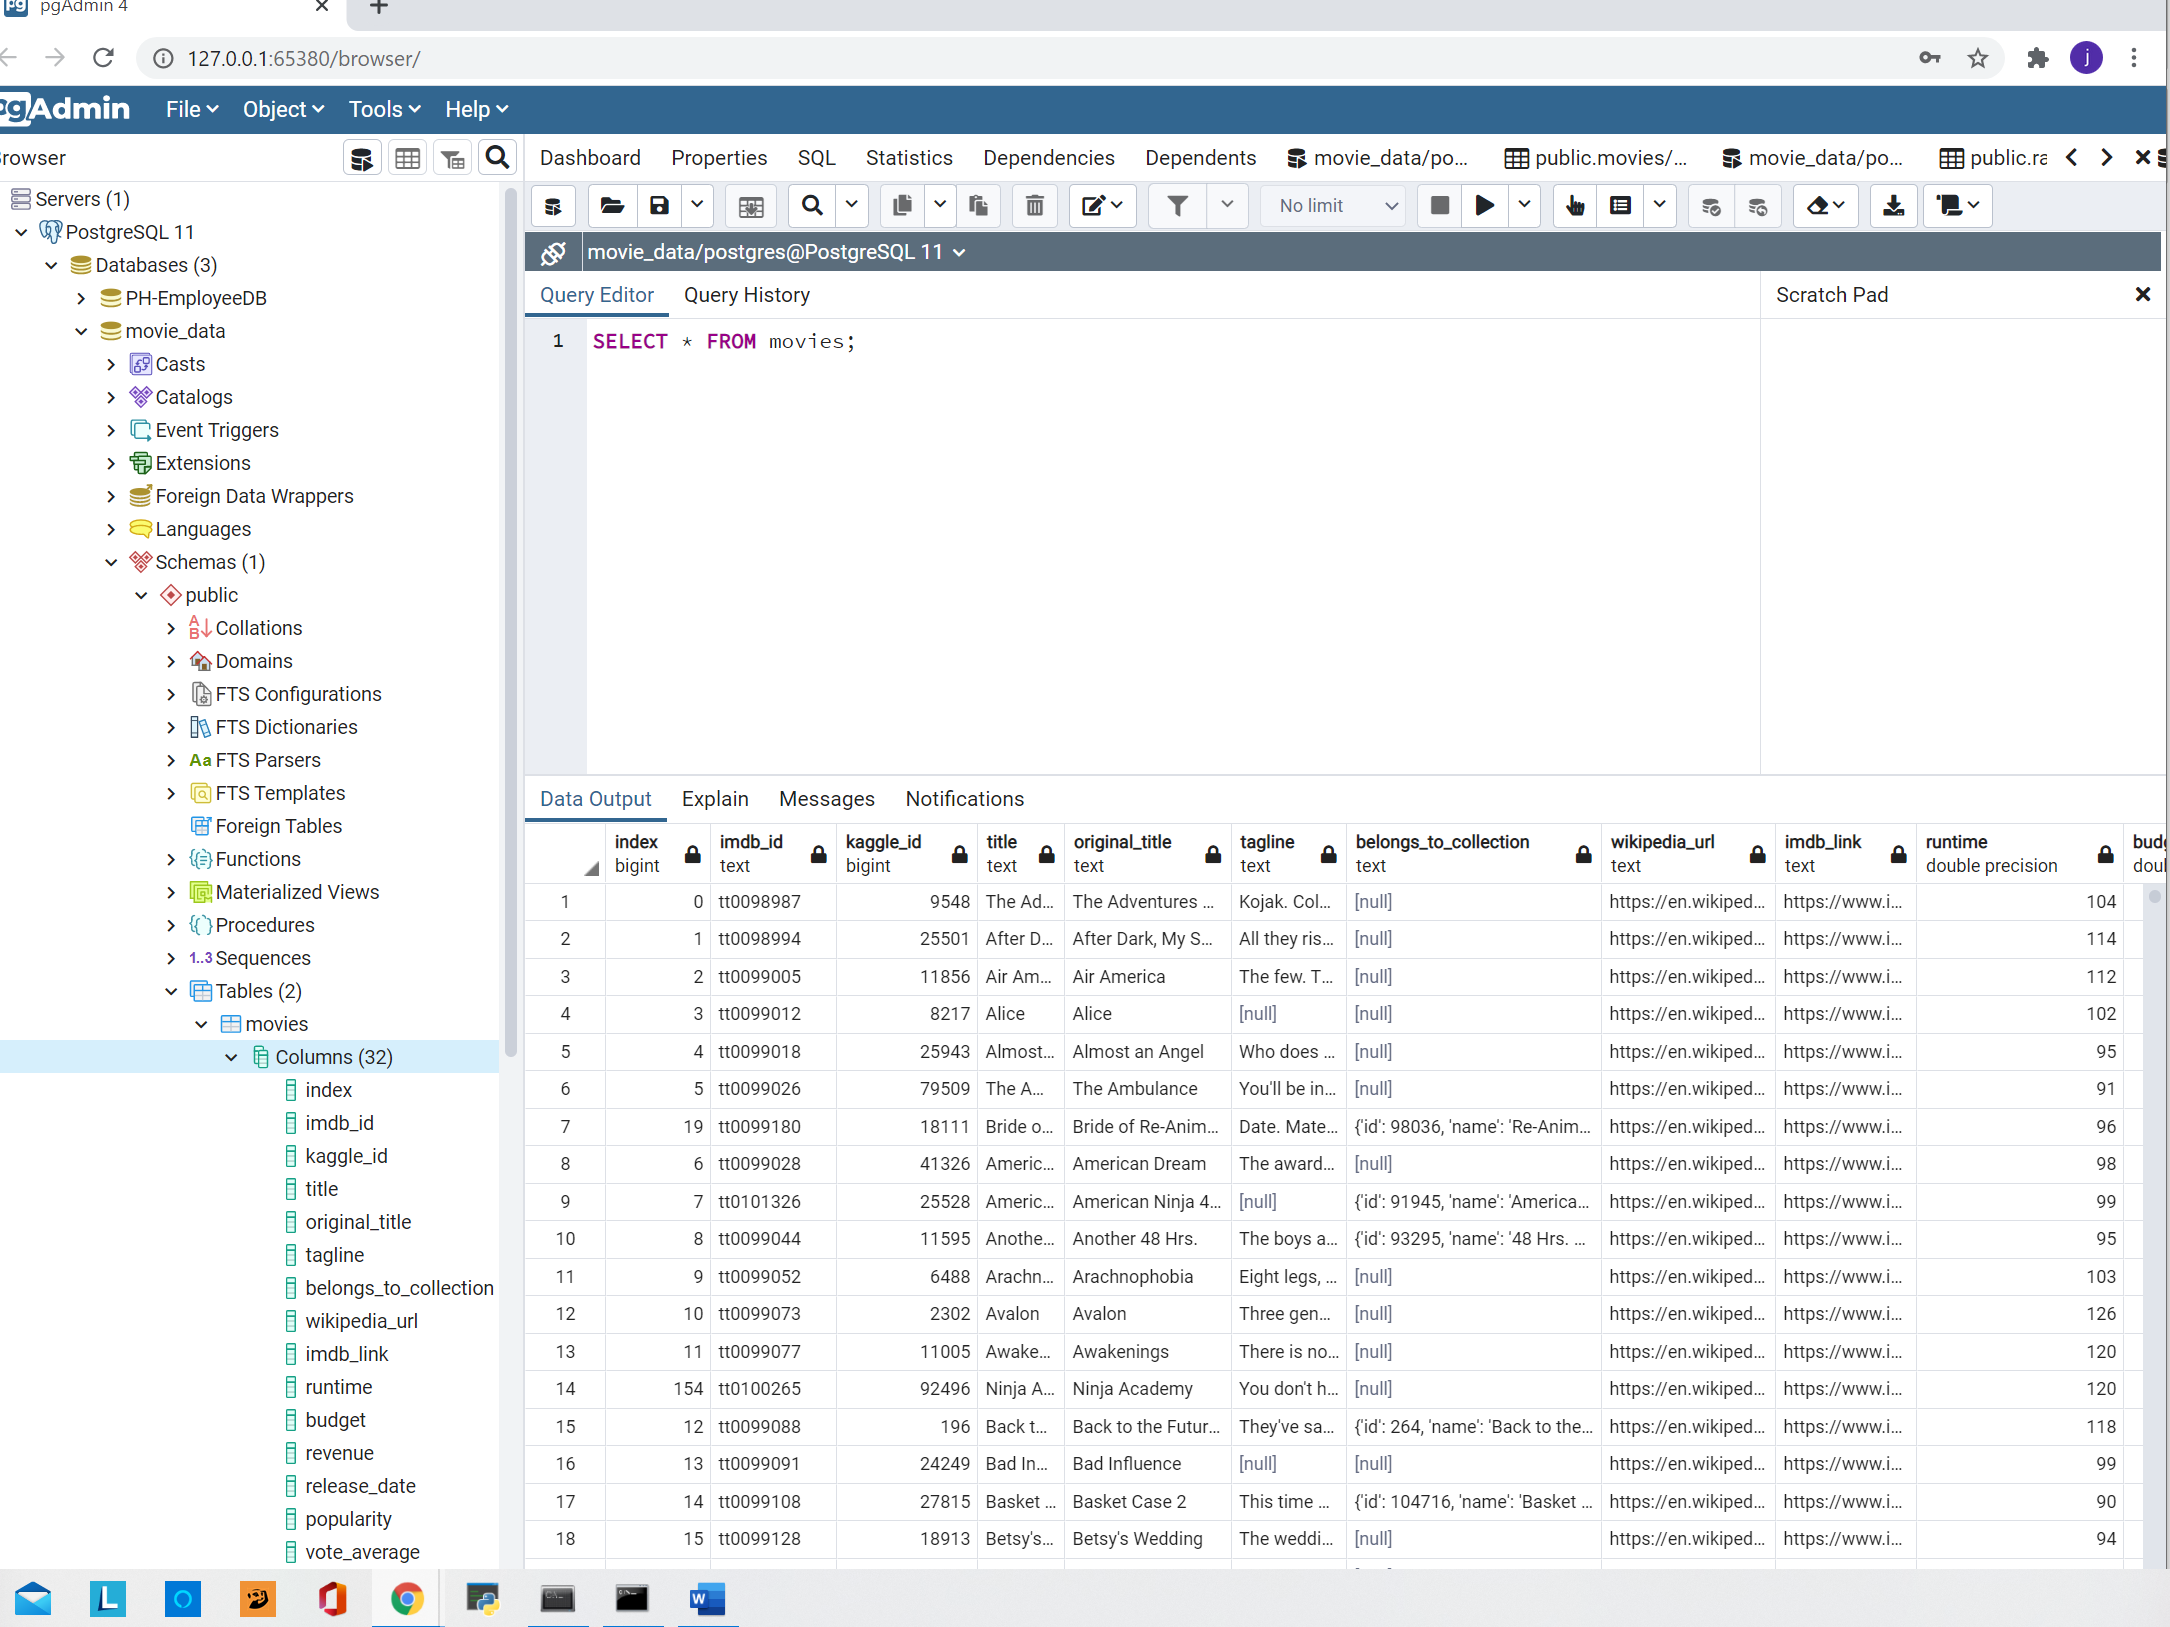 pgAdmin 4
127.0.0.1:65380/browser/
j
pgAdmin File Object Tools Help
rowser
Dashboard Properties SQL Statistics Dependencies Dependents movie_data/po... public.movies/... movie_data/po... public.ra
No limit
movie_data/postgres@PostgreSQL 11
Query Editor Query History Scratch Pad
1 SELECT * FROM movies;
Servers (1)
PostgreSQL 11
Databases (3)
PH-EmployeeDB
movie_data
Casts
Catalogs
Event Triggers
Extensions
Foreign Data Wrappers
Languages
Schemas (1)
public
Collations
Domains
FTS Configurations
FTS Dictionaries
Aa FTS Parsers
FTS Templates
Foreign Tables
Functions
Materialized Views
Procedures
1..3 Sequences
Tables (2)
movies
Columns (32)
index
imdb_id
kaggle_id
title
original_title
tagline
belongs_to_collection
wikipedia_url
imdb_link
runtime
budget
revenue
release_date
popularity
vote_average
Data Output Explain Messages Notifications
index imdb_id kaggle_id title original_title tagline belongs_to_collection wikipedia_url imdb_link runtime budg
bigint text bigint text text text text text text double precision doul
1 0 tt0098987 9548 The Ad... The Adventures ... Kojak. Col... [null] https://en.wikiped... https://www.i... 104
2 1 tt0098994 25501 After D... After Dark, My S... All they ris... [null] https://en.wikiped... https://www.i... 114
3 2 tt0099005 11856 Air Am... Air America The few. T... [null] https://en.wikiped... https://www.i... 112
4 3 tt0099012 8217 Alice Alice [null] [null] https://en.wikiped... https://www.i... 102
5 4 tt0099018 25943 Almost... Almost an Angel Who does ... [null] https://en.wikiped... https://www.i... 95
6 5 tt0099026 79509 The A... The Ambulance You'll be in... [null] https://en.wikiped... https://www.i... 91
7 19 tt0099180 18111 Bride o... Bride of Re-Anim... Date. Mate... {'id': 98036, 'name': 'Re-Anim... https://en.wikiped... https://www.i... 96
8 6 tt0099028 41326 Americ... American Dream The award... [null] https://en.wikiped... https://www.i... 98
9 7 tt0101326 25528 Americ... American Ninja 4... [null] {'id': 91945, 'name': 'America... https://en.wikiped... https://www.i... 99
10 8 tt0099044 11595 Anothe... Another 48 Hrs. The boys a... {'id': 93295, 'name': '48 Hrs. ... https://en.wikiped... https://www.i... 95
11 9 tt0099052 6488 Arachn... Arachnophobia Eight legs, ... [null] https://en.wikiped... https://www.i... 103
12 10 tt0099073 2302 Avalon Avalon Three gen... [null] https://en.wikiped... https://www.i... 126
13 11 tt0099077 11005 Awake... Awakenings There is no... [null] https://en.wikiped... https://www.i... 120
14 154 tt0100265 92496 Ninja A... Ninja Academy You don't h... [null] https://en.wikiped... https://www.i... 120
15 12 tt0099088 196 Back t... Back to the Futur... They've sa... {'id': 264, 'name': 'Back to the... https://en.wikiped... https://www.i... 118
16 13 tt0099091 24249 Bad In... Bad Influence [null] [null] https://en.wikiped... https://www.i... 99
17 14 tt0099108 27815 Basket ... Basket Case 2 This time ... {'id': 104716, 'name': 'Basket ... https://en.wikiped... https://www.i... 90
18 15 tt0099128 18913 Betsy's... Betsy's Wedding The weddi... [null] https://en.wikiped... https://www.i... 94